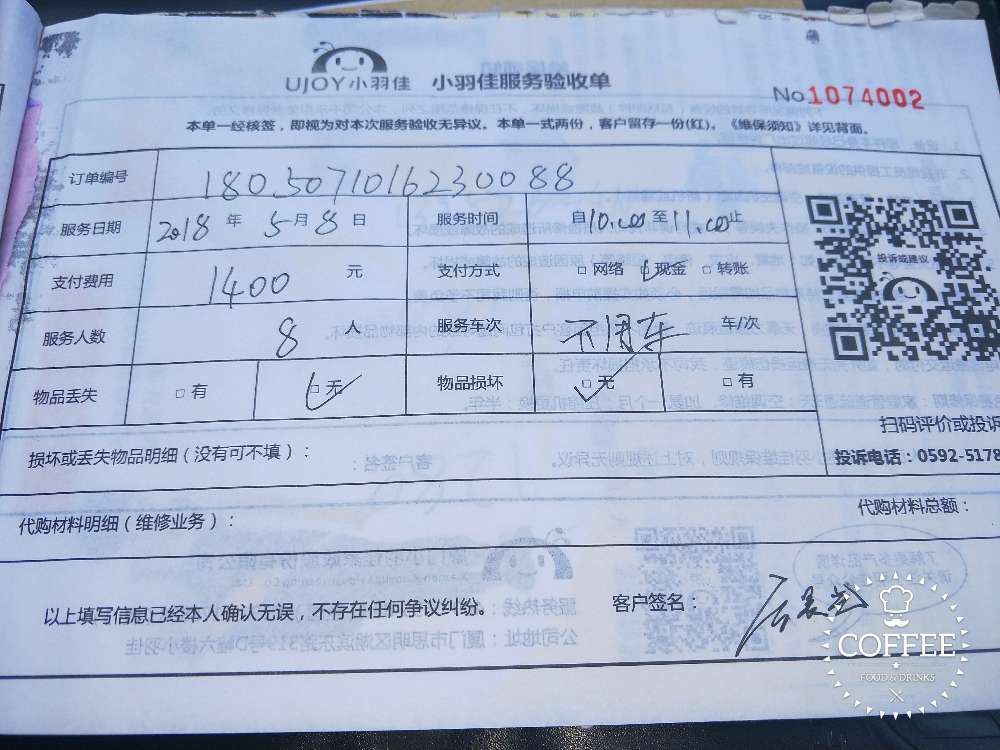 UJOY小羽佳 小羽佳服务验收单
No1074002
本单一经核签，即视为对本次服务验收无异议。本单一式两份，客户留存一份(红)。《维保须知》详见背面。
订单编号 1805071016230088
服务日期 2018 年 5 月 8 日 服务时间 自10:00至11:00止
支付费用 1400 元 支付方式 □网络 □现金 □转账
服务人数 8 人 服务车次 不用车 车/次
物品丢失 □有 □无 物品损坏 □无 □有
投诉或建议
扫码评价或投诉
投诉电话：0592-5178
损坏或丢失物品明细（没有可不填）：
代购材料明细（维修业务）： 代购材料总额：
以上填写信息已经本人确认无误，不存在任何争议纠纷。 客户签名：
COFFEE
FOOD & DRINKS